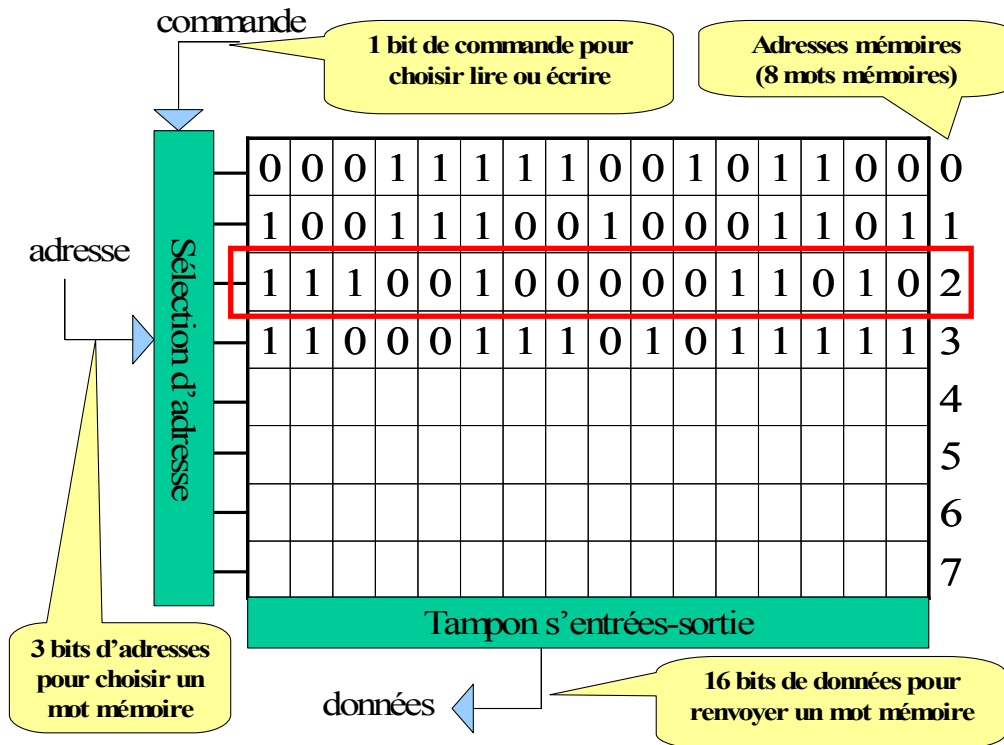 commande
1 bit de commande pour
choisir lire ou écrire
Adresses mémoires
(8 mots mémoires)
0 0 0 1 1 1 1 1 0 0 1 0 1 1 0 0 0
1 0 0 1 1 1 0 0 1 0 0 0 1 1 0 1 1
adresse
Sélection d’adresse
1 1 1 0 0 1 0 0 0 0 0 1 1 0 1 0 2
1 1 0 0 0 1 1 1 0 1 0 1 1 1 1 1 3
4
5
6
7
Tampon s’entrées-sortie
3 bits d’adresses
pour choisir un
mot mémoire
données
16 bits de données pour
renvoyer un mot mémoire